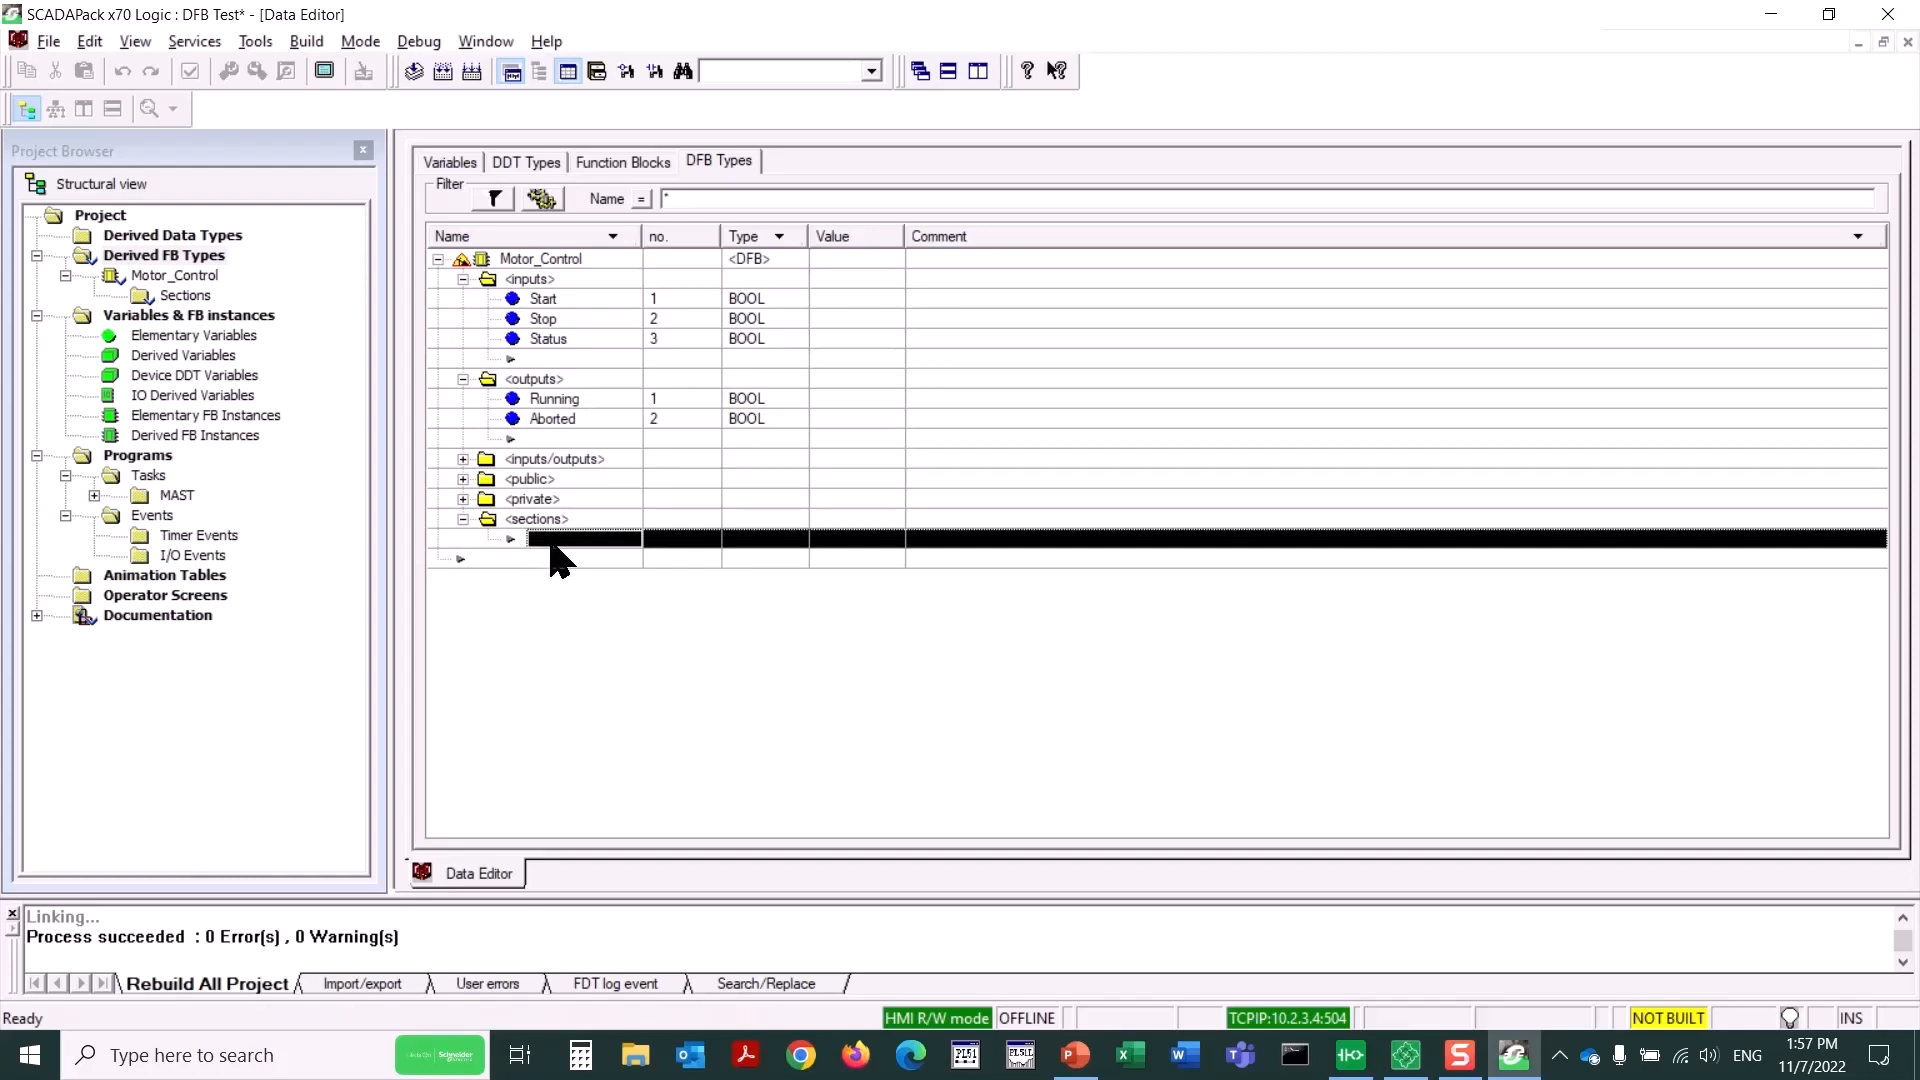 SCADAPack x70 Logic : DFB Test* - [Data Editor]
File Edit View Services Tools Build Mode Debug Window Help
Project Browser
Structural view
Project
Derived Data Types
Derived FB Types
Motor_Control
Sections
Variables & FB instances
Elementary Variables
Derived Variables
Device DDT Variables
IO Derived Variables
Elementary FB Instances
Derived FB Instances
Programs
Tasks
MAST
Events
Timer Events
I/O Events
Animation Tables
Operator Screens
Documentation
Variables DDT Types Function Blocks DFB Types
Filter
Name = *
Name no. Type Value Comment
Motor_Control <DFB>
<inputs>
Start 1 BOOL
Stop 2 BOOL
Status 3 BOOL
<outputs>
Running 1 BOOL
Aborted 2 BOOL
<inputs/outputs>
<public>
<private>
<sections>
Data Editor
Linking...
Process succeeded : 0 Error(s) , 0 Warning(s)
Rebuild All Project Import/export User errors FDT log event Search/Replace
Ready HMI R/W mode OFFLINE TCPIP:10.2.3.4:504 NOT BUILT INS
Type here to search
Schneider
PL51
ENG
1:57 PM
11/7/2022